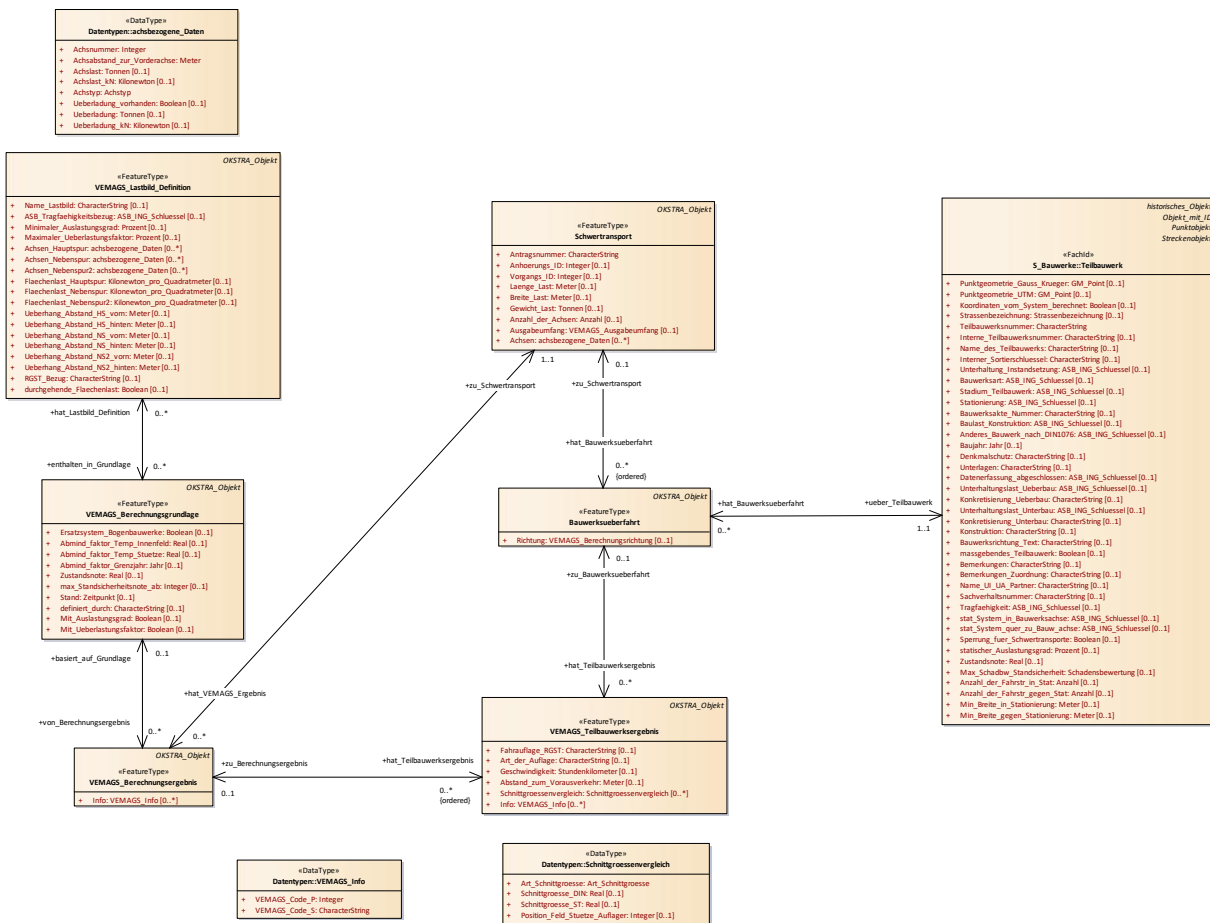 «DataType»
Datentypen::achsbezogene_Daten
+ Achsnummer: Integer
+ Achsabstand_zur_Vorderachse: Meter
+ Achslast: Tonnen [0..1]
+ Achslast_kN: Kilonewton [0..1]
+ Achstyp: Achstyp
+ Ueberladung_vorhanden: Boolean [0..1]
+ Ueberladung: Tonnen [0..1]
+ Ueberladung_kN: Kilonewton [0..1]
OKSTRA_Objekt
«FeatureType»
VEMAGS_Lastbild_Definition
+ Name_Lastbild: CharacterString [0..1]
+ ASB_Tragfaehigkeitsbezug: ASB_ING_Schluessel [0..1]
+ Minimaler_Auslastungsgrad: Prozent [0..1]
+ Maximaler_Ueberlastungsfaktor: Prozent [0..1]
+ Achsen_Hauptspur: achsbezogene_Daten [0..*]
+ Achsen_Nebenspur: achsbezogene_Daten [0..*]
+ Achsen_Nebenspur2: achsbezogene_Daten [0..*]
+ Flaechenlast_Hauptspur: Kilonewton_pro_Quadratmeter [0..1]
+ Flaechenlast_Nebenspur: Kilonewton_pro_Quadratmeter [0..1]
+ Flaechenlast_Nebenspur2: Kilonewton_pro_Quadratmeter [0..1]
+ Ueberhang_Abstand_HS_vorn: Meter [0..1]
+ Ueberhang_Abstand_HS_hinten: Meter [0..1]
+ Ueberhang_Abstand_NS_vorn: Meter [0..1]
+ Ueberhang_Abstand_NS_hinten: Meter [0..1]
+ Ueberhang_Abstand_NS2_vorn: Meter [0..1]
+ Ueberhang_Abstand_NS2_hinten: Meter [0..1]
+ RGST_Bezug: CharacterString [0..1]
+ durchgehende_Flaechenlast: Boolean [0..1]
+hat_Lastbild_Definition
0..*
+enthalten_in_Grundlage
0..*
OKSTRA_Objekt
«FeatureType»
VEMAGS_Berechnungsgrundlage
+ Ersatzsystem_Bogenbauwerke: Boolean [0..1]
+ Abmind_faktor_Temp_Innenfeld: Real [0..1]
+ Abmind_faktor_Temp_Stuetze: Real [0..1]
+ Abmind_faktor_Grenzjahr: Jahr [0..1]
+ Zustandsnote: Real [0..1]
+ max_Standsicherheitsnote_ab: Integer [0..1]
+ Stand: Zeitpunkt [0..1]
+ definiert_durch: CharacterString [0..1]
+ Mit_Auslastungsgrad: Boolean [0..1]
+ Mit_Ueberlastungsfaktor: Boolean [0..1]
0..1
+basiert_auf_Grundlage
+von_Berechnungsergebnis
0..*
OKSTRA_Objekt
«FeatureType»
VEMAGS_Berechnungsergebnis
+ Info: VEMAGS_Info [0..*]
OKSTRA_Objekt
«FeatureType»
Schwertransport
+ Antragsnummer: CharacterString
+ Anhoerungs_ID: Integer [0..1]
+ Vorgangs_ID: Integer [0..1]
+ Laenge_Last: Meter [0..1]
+ Breite_Last: Meter [0..1]
+ Gewicht_Last: Tonnen [0..1]
+ Anzahl_der_Achsen: Anzahl [0..1]
+ Ausgabeumfang: VEMAGS_Ausgabeumfang [0..1]
+ Achsen: achsbezogene_Daten [0..*]
1..1
+zu_Schwertransport
+hat_VEMAGS_Ergebnis
0..*
0..1
+zu_Schwertransport
+hat_Bauwerksueberfahrt
0..*
{ordered}
OKSTRA_Objekt
«FeatureType»
Bauwerksueberfahrt
+ Richtung: VEMAGS_Berechnungsrichtung [0..1]
+hat_Bauwerksueberfahrt
0..*
+ueber_Teilbauwerk
1..1
0..1
+zu_Bauwerksueberfahrt
+hat_Teilbauwerksergebnis
0..*
OKSTRA_Objekt
«FeatureType»
VEMAGS_Teilbauwerksergebnis
+ Fahrauflage_RGST: CharacterString [0..1]
+ Art_der_Auflage: CharacterString [0..1]
+ Geschwindigkeit: Stundenkilometer [0..1]
+ Abstand_zum_Vorausverkehr: Meter [0..1]
+ Schnittgroessenvergleich: Schnittgroessenvergleich [0..*]
+ Info: VEMAGS_Info [0..*]
+zu_Berechnungsergebnis
0..1
+hat_Teilbauwerksergebnis
0..*
{ordered}
historisches_Objekt
Objekt_mit_ID
Punktobjekt
Streckenobjekt
«FachId»
S_Bauwerke::Teilbauwerk
+ Punktgeometrie_Gauss_Krueger: GM_Point [0..1]
+ Punktgeometrie_UTM: GM_Point [0..1]
+ Koordinaten_vom_System_berechnet: Boolean [0..1]
+ Strassenbezeichnung: Strassenbezeichnung [0..1]
+ Teilbauwerksnummer: CharacterString
+ Interne_Teilbauwerksnummer: CharacterString [0..1]
+ Name_des_Teilbauwerks: CharacterString [0..1]
+ Interner_Sortierschluessel: CharacterString [0..1]
+ Unterhaltung_Instandsetzung: ASB_ING_Schluessel [0..1]
+ Bauwerksart: ASB_ING_Schluessel [0..1]
+ Stadium_Teilbauwerk: ASB_ING_Schluessel [0..1]
+ Stationierung: ASB_ING_Schluessel [0..1]
+ Bauwerksakte_Nummer: CharacterString [0..1]
+ Baulast_Konstruktion: ASB_ING_Schluessel [0..1]
+ Anderes_Bauwerk_nach_DIN1076: ASB_ING_Schluessel [0..1]
+ Baujahr: Jahr [0..1]
+ Denkmalschutz: CharacterString [0..1]
+ Unterlagen: CharacterString [0..1]
+ Datenerfassung_abgeschlossen: ASB_ING_Schluessel [0..1]
+ Unterhaltungslast_Ueberbau: ASB_ING_Schluessel [0..1]
+ Konkretisierung_Ueberbau: CharacterString [0..1]
+ Unterhaltungslast_Unterbau: ASB_ING_Schluessel [0..1]
+ Konkretisierung_Unterbau: CharacterString [0..1]
+ Konstruktion: CharacterString [0..1]
+ Bauwerksrichtung_Text: CharacterString [0..1]
+ massgebendes_Teilbauwerk: Boolean [0..1]
+ Bemerkungen: CharacterString [0..1]
+ Bemerkungen_Zuordnung: CharacterString [0..1]
+ Name_UI_UA_Partner: CharacterString [0..1]
+ Sachverhaltsnummer: CharacterString [0..1]
+ Tragfaehigkeit: ASB_ING_Schluessel [0..1]
+ stat_System_in_Bauwerksachse: ASB_ING_Schluessel [0..1]
+ stat_System_quer_zu_Bauw_achse: ASB_ING_Schluessel [0..1]
+ Sperrung_fuer_Schwertransporte: Boolean [0..1]
+ statischer_Auslastungsgrad: Prozent [0..1]
+ Zustandsnote: Real [0..1]
+ Max_Schadbw_Standsicherheit: Schadensbewertung [0..1]
+ Anzahl_der_Fahrstr_in_Stat: Anzahl [0..1]
+ Anzahl_der_Fahrstr_gegen_Stat: Anzahl [0..1]
+ Min_Breite_in_Stationierung: Meter [0..1]
+ Min_Breite_gegen_Stationierung: Meter [0..1]
«DataType»
Datentypen::VEMAGS_Info
+ VEMAGS_Code_P: Integer
+ VEMAGS_Code_S: CharacterString
«DataType»
Datentypen::Schnittgroessenvergleich
+ Art_Schnittgroesse: Art_Schnittgroesse
+ Schnittgroesse_DIN: Real [0..1]
+ Schnittgroesse_ST: Real [0..1]
+ Position_Feld_Stuetze_Auflager: Integer [0..1]